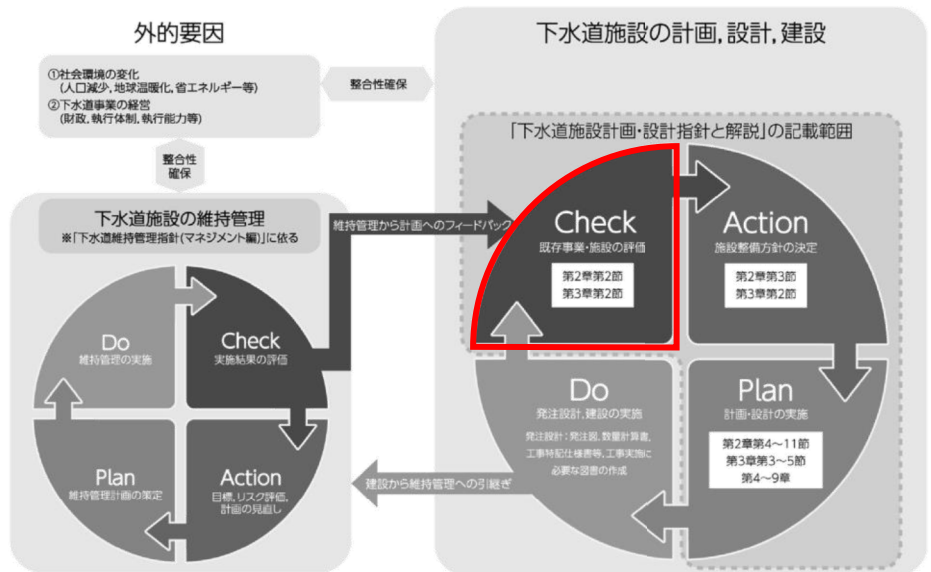 外的要因
①社会環境の変化
(人口減少,地球温暖化,省エネルギー等)
②下水道事業の経営
(財政,執行体制,執行能力等)
整合性確保
整合性
確保
下水道施設の維持管理
※「下水道維持管理指針(マネジメント編)」に依る
Do
維持管理の実施
Check
実施結果の評価
Plan
維持管理計画の策定
Action
目標,リスク評価,
計画の見直し
維持管理から計画へのフィードバック
建設から維持管理への引継ぎ
下水道施設の計画,設計,建設
「下水道施設計画・設計指針と解説」の記載範囲
Check
既存事業・施設の評価
第2章第2節
第3章第2節
Action
施設整備方針の決定
第2章第3節
第3章第2節
Do
発注設計,建設の実施
発注設計:発注図,数量計算書,
工事特記仕様書等,工事実施に
必要な図書の作成
Plan
計画・設計の実施
第2章第4〜11節
第3章第3〜5節
第4〜9章